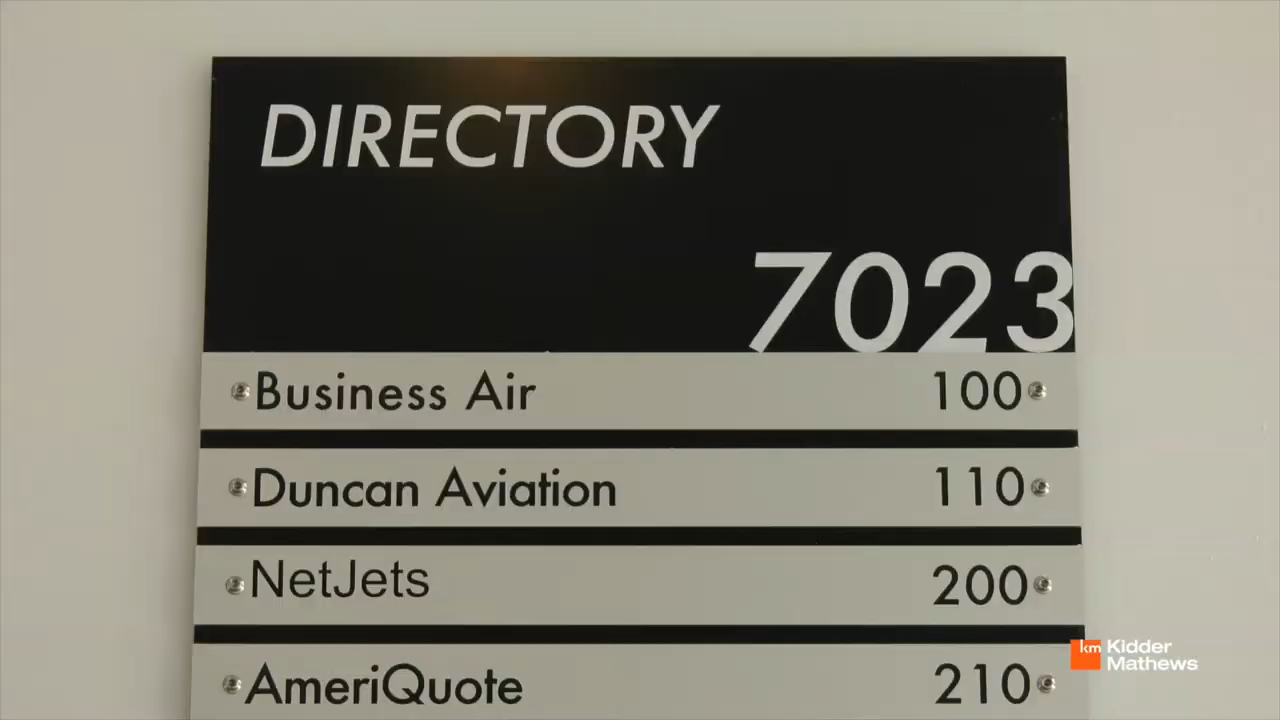 DIRECTORY
7023
Business Air 100
Duncan Aviation 110
NetJets 200
AmeriQuote 210
km Kidder
Mathews